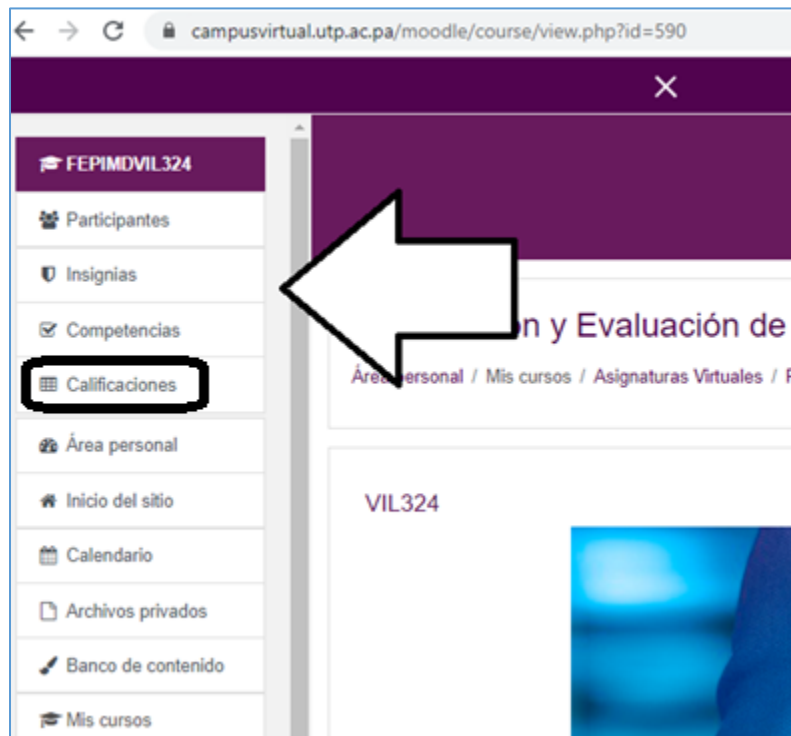 campusvirtual.utp.ac.pa/moodle/course/view.php?id=590
FEPIMDVIL324
Participantes
Insignias
Competencias
Calificaciones
Área personal
Inicio del sitio
Calendario
Archivos privados
Banco de contenido
Mis cursos
y Evaluación de
Área personal / Mis cursos / Asignaturas Virtuales /
VIL324